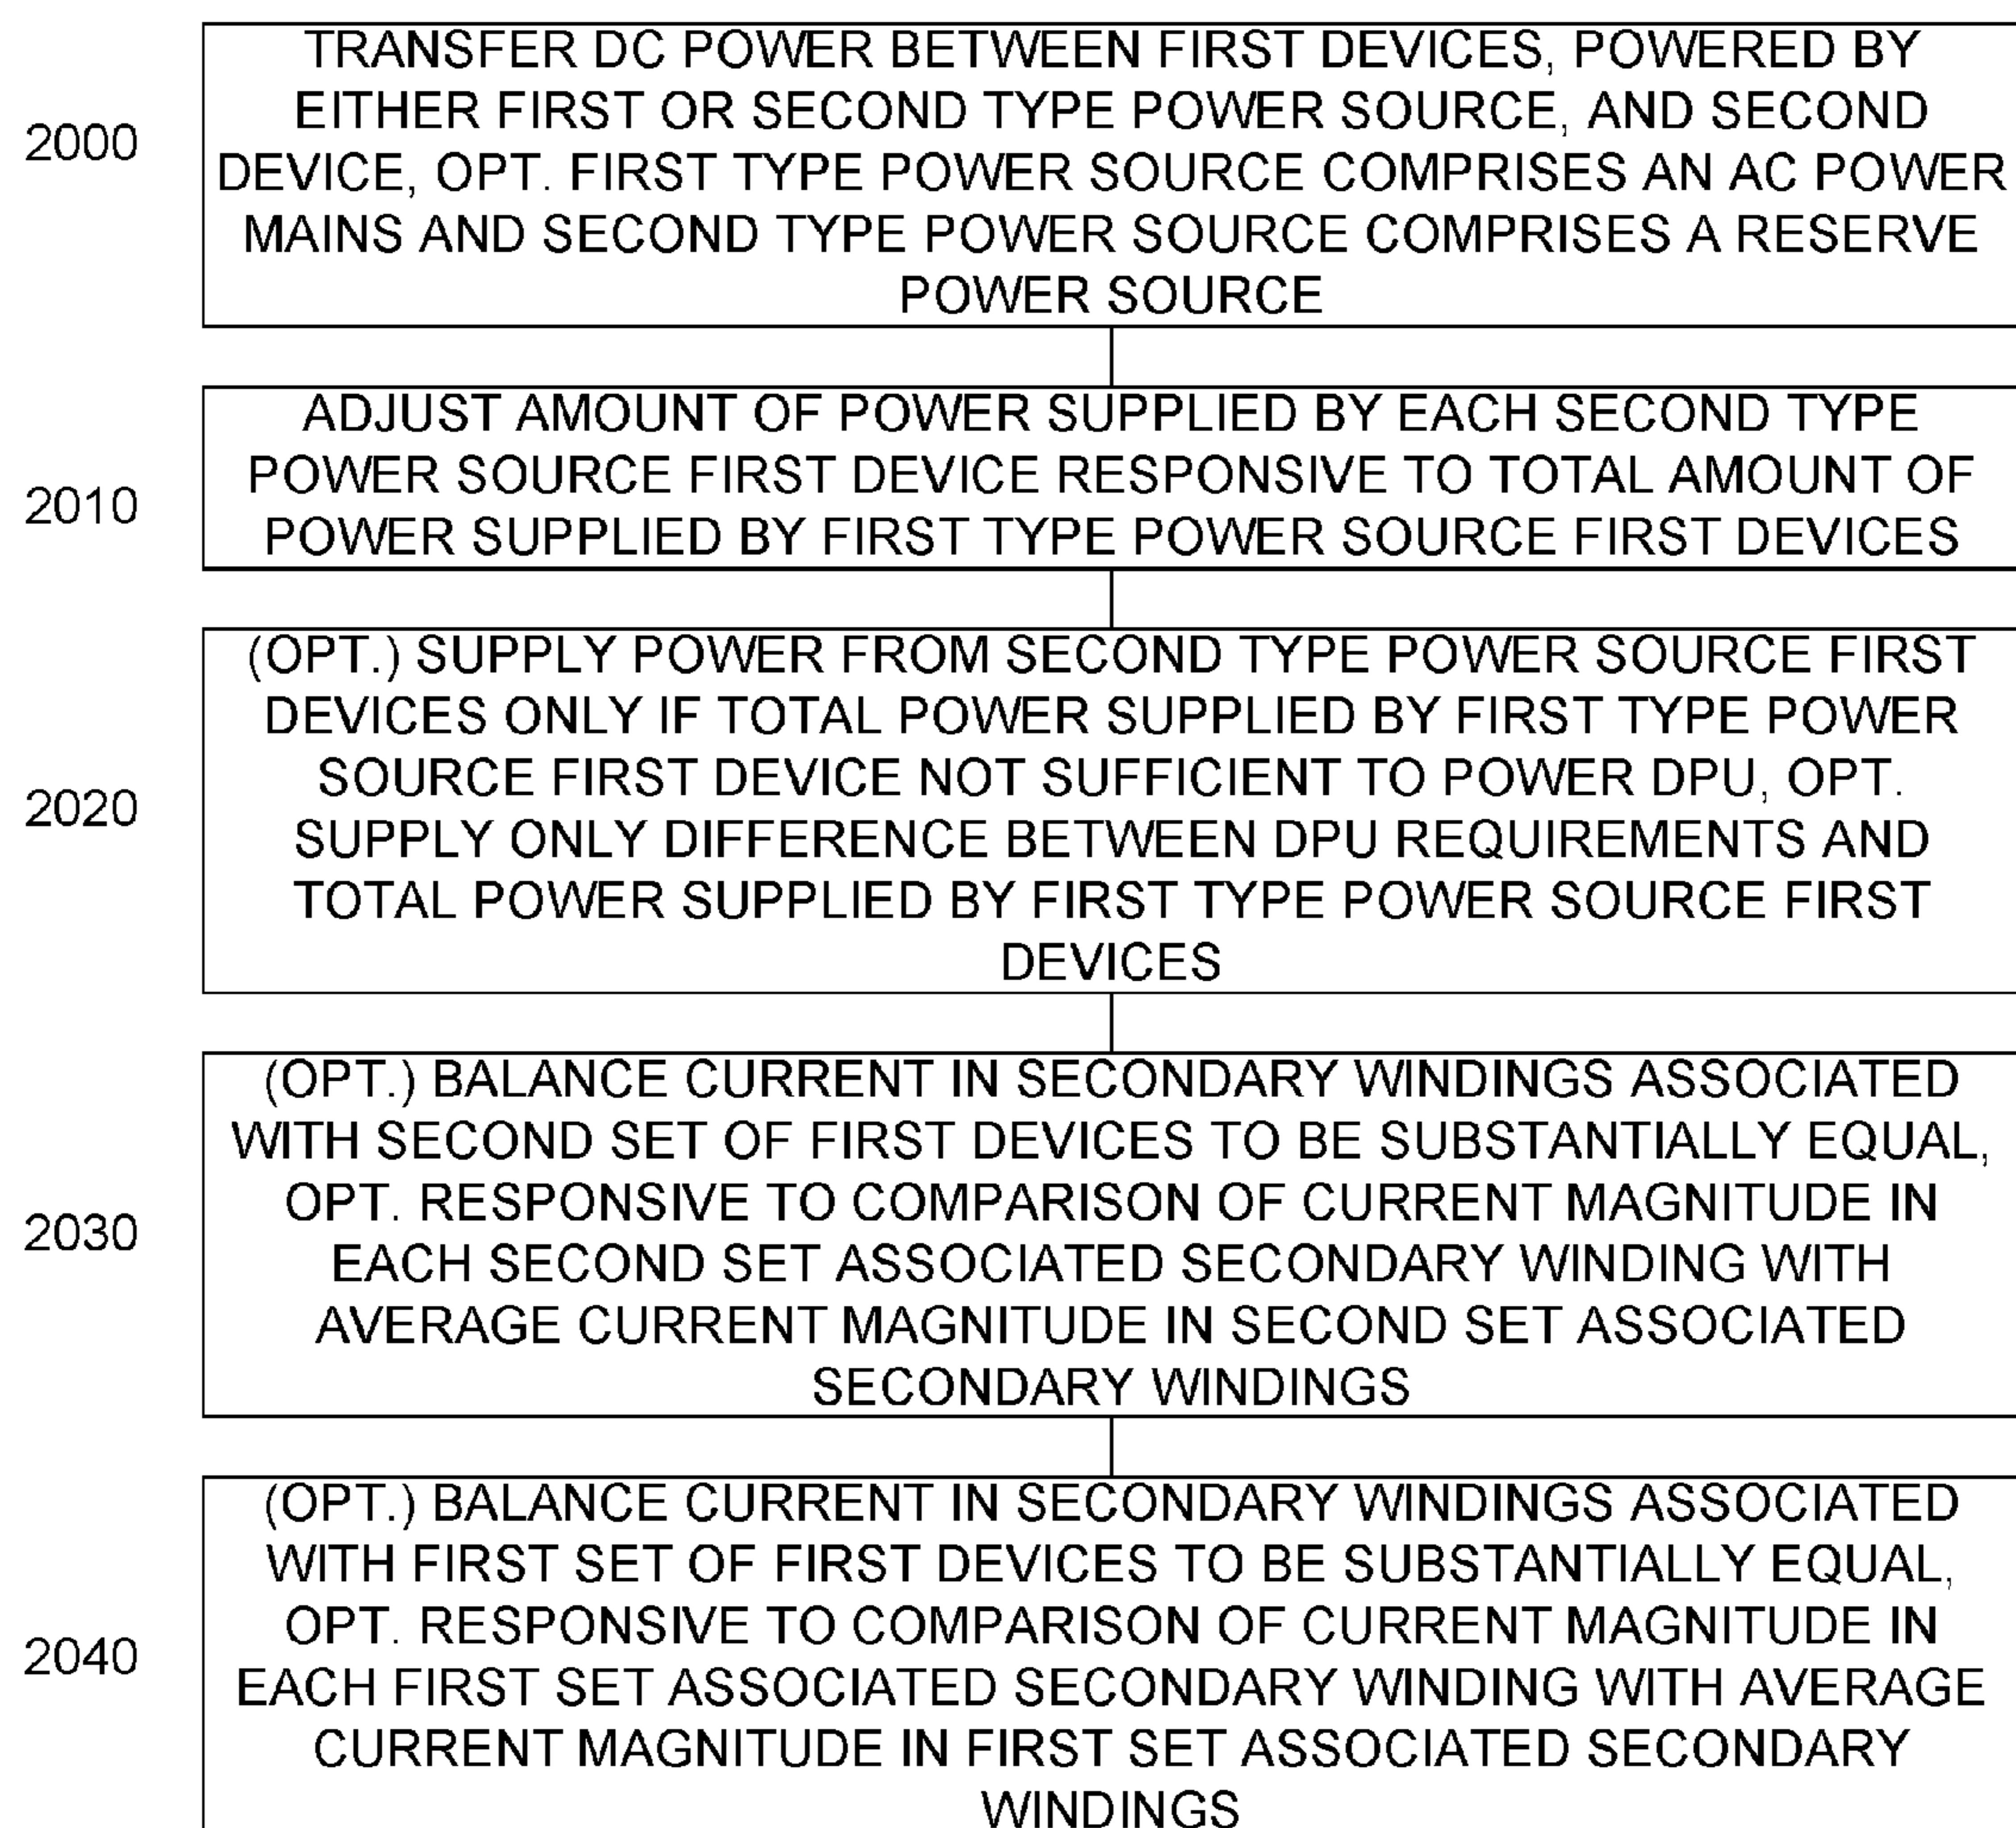 2000
TRANSFER DC POWER BETWEEN FIRST DEVICES, POWERED BY
EITHER FIRST OR SECOND TYPE POWER SOURCE, AND SECOND
DEVICE, OPT. FIRST TYPE POWER SOURCE COMPRISES AN AC POWER
MAINS AND SECOND TYPE POWER SOURCE COMPRISES A RESERVE
POWER SOURCE
2010
ADJUST AMOUNT OF POWER SUPPLIED BY EACH SECOND TYPE
POWER SOURCE FIRST DEVICE RESPONSIVE TO TOTAL AMOUNT OF
POWER SUPPLIED BY FIRST TYPE POWER SOURCE FIRST DEVICES
2020
(OPT.) SUPPLY POWER FROM SECOND TYPE POWER SOURCE FIRST
DEVICES ONLY IF TOTAL POWER SUPPLIED BY FIRST TYPE POWER
SOURCE FIRST DEVICE NOT SUFFICIENT TO POWER DPU, OPT.
SUPPLY ONLY DIFFERENCE BETWEEN DPU REQUIREMENTS AND
TOTAL POWER SUPPLIED BY FIRST TYPE POWER SOURCE FIRST
DEVICES
2030
(OPT.) BALANCE CURRENT IN SECONDARY WINDINGS ASSOCIATED
WITH SECOND SET OF FIRST DEVICES TO BE SUBSTANTIALLY EQUAL,
OPT. RESPONSIVE TO COMPARISON OF CURRENT MAGNITUDE IN
EACH SECOND SET ASSOCIATED SECONDARY WINDING WITH
AVERAGE CURRENT MAGNITUDE IN SECOND SET ASSOCIATED
SECONDARY WINDINGS
2040
(OPT.) BALANCE CURRENT IN SECONDARY WINDINGS ASSOCIATED
WITH FIRST SET OF FIRST DEVICES TO BE SUBSTANTIALLY EQUAL,
OPT. RESPONSIVE TO COMPARISON OF CURRENT MAGNITUDE IN
EACH FIRST SET ASSOCIATED SECONDARY WINDING WITH AVERAGE
CURRENT MAGNITUDE IN FIRST SET ASSOCIATED SECONDARY
WINDINGS